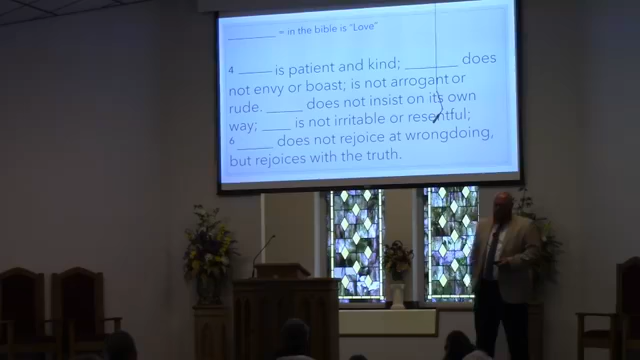 _________ = in the bible is "Love"
4 _____ is patient and kind; ________ does
not envy or boast; is not arrogant or
rude. _____ does not insist on its own
way; ____ is not irritable or resentful;
6 _____ does not rejoice at wrongdoing,
but rejoices with the truth.